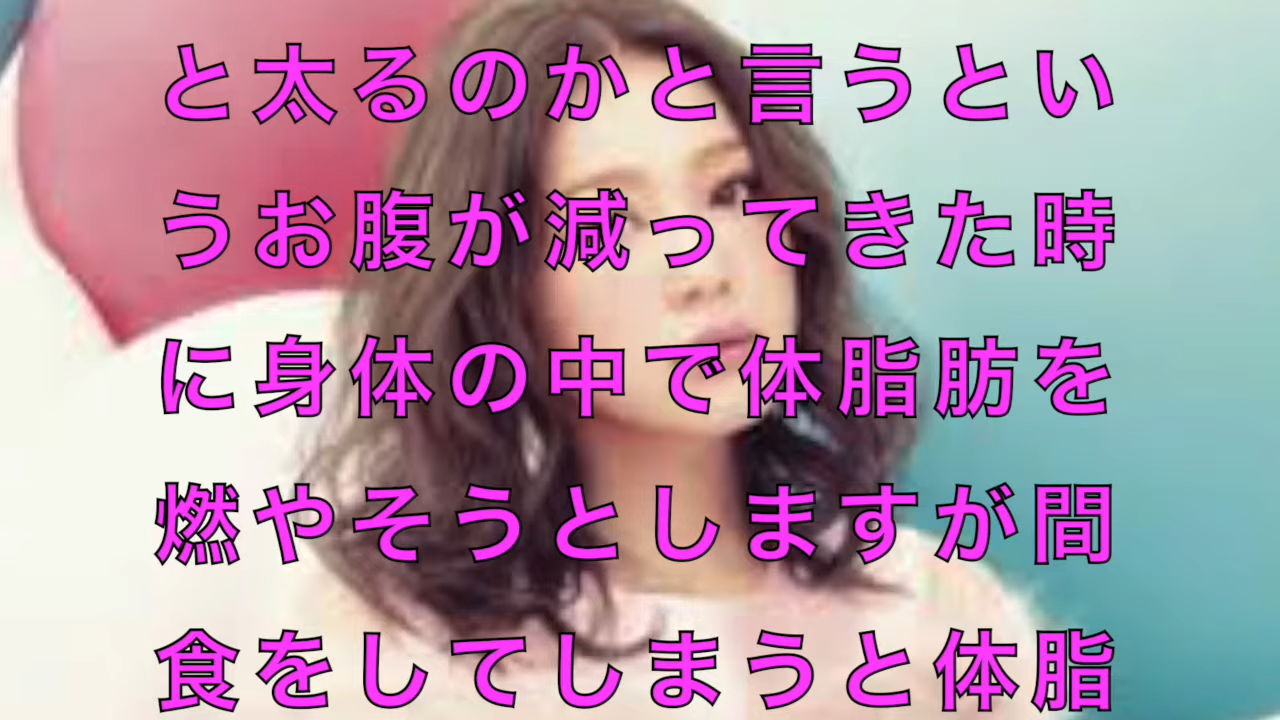 と太るのかと言うとい
うお腹が減ってきた時
に身体の中で体脂肪を
燃やそうとしますが間
食をしてしまうと体脂